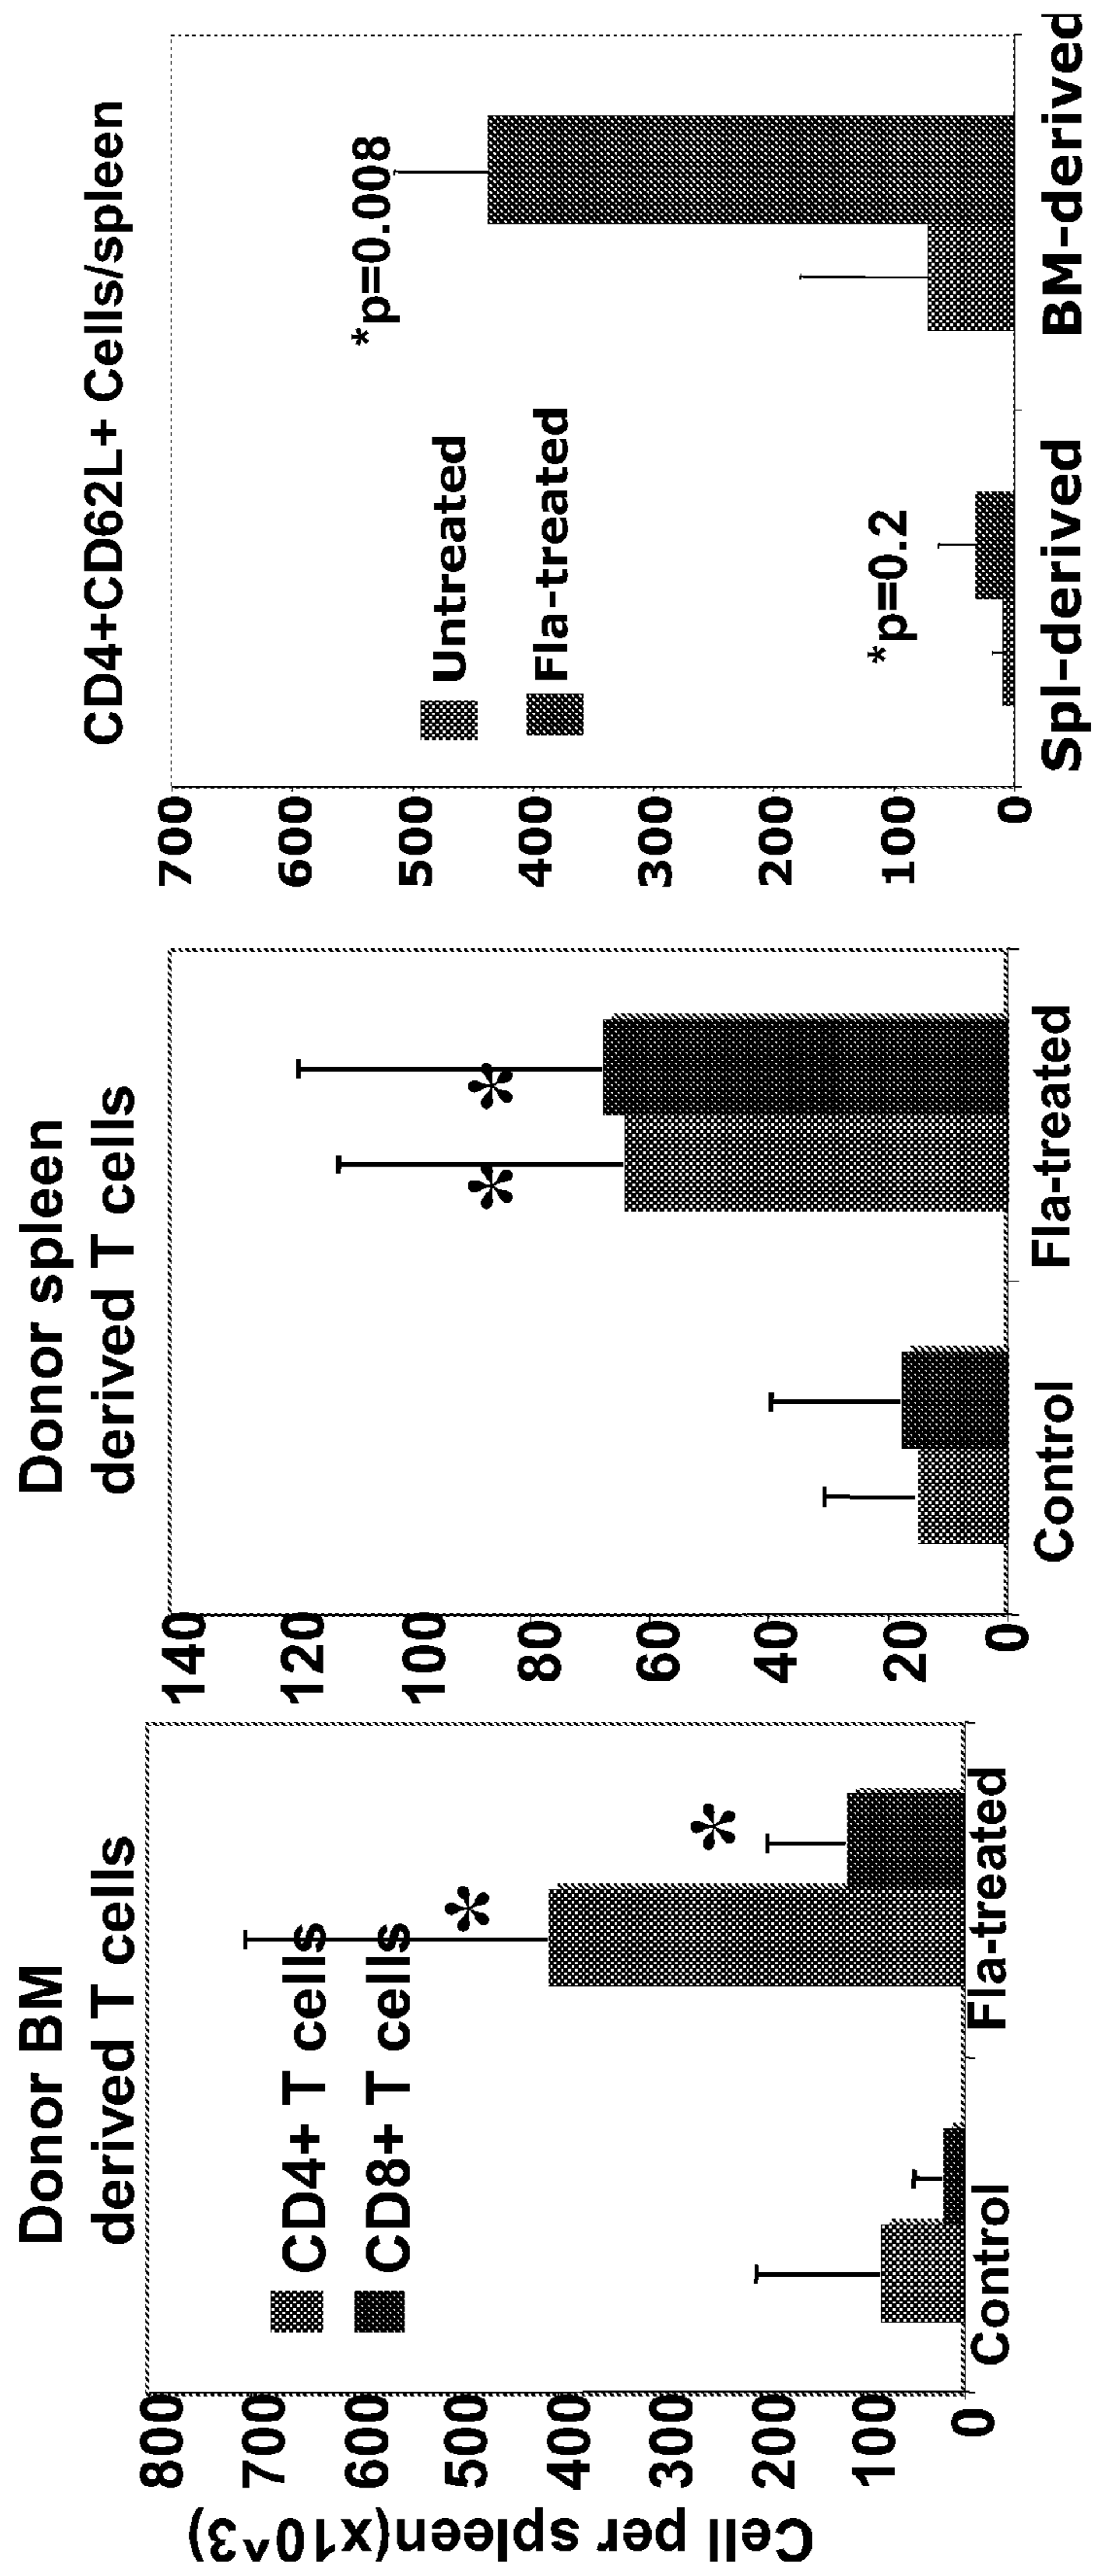 Donor BM
derived T cells
Cell per spleen(x10^3)
800
700
600
500
400
300
200
100
0
CD4+ T cells
CD8+ T cells
*
*
Control
Fla-treated
Donor spleen
derived T cells
140
120
100
80
60
40
20
0
*
*
Control
Fla-treated
CD4+CD62L+ Cells/spleen
700
600
500
400
300
200
100
0
Untreated
Fla-treated
*p=0.2
*p=0.008
Spl-derived
BM-derived